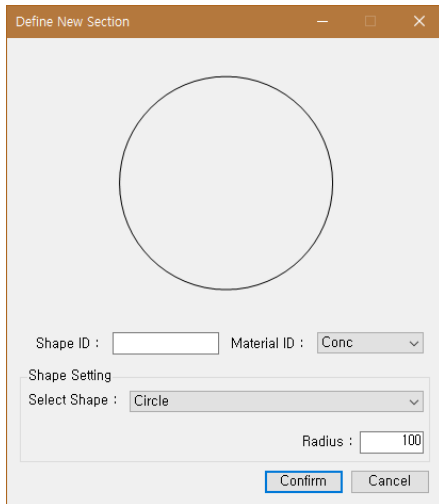 Define New Section
Shape ID : Material ID : Conc
Shape Setting
Select Shape : Circle
Radius : 100
Confirm Cancel